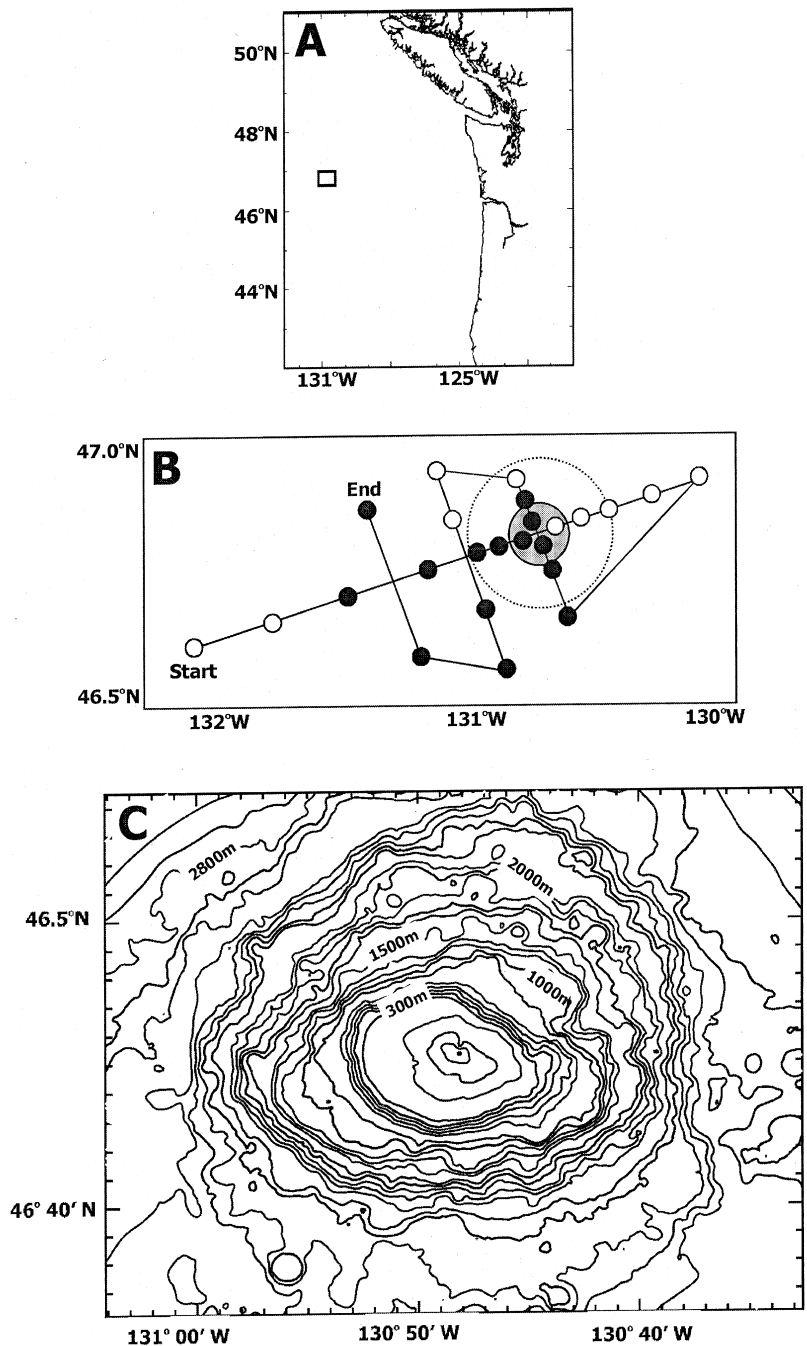 A
50°N
48°N
46°N
44°N
131°W 125°W
47.0°N
B
End
Start
46.5°N
132°W 131°W 130°W
C
2800m
2000m
46.5°N
1500m
1000m
300m
46° 40′ N
131° 00′ W 130° 50′ W 130° 40′ W